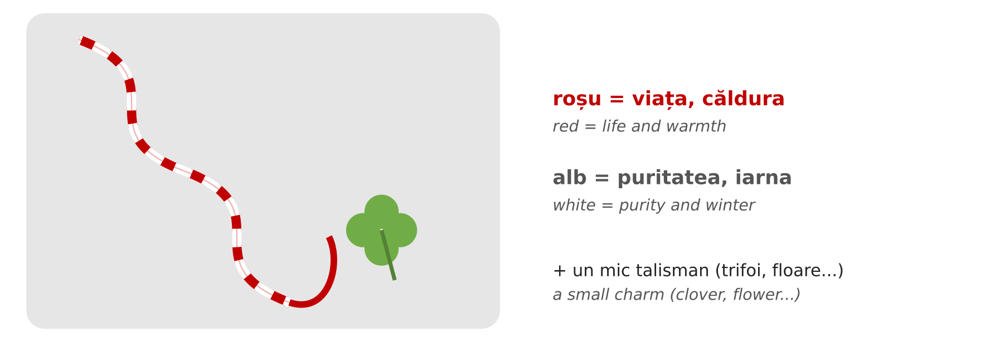 roșu = viața, căldura
red = life and warmth
alb = puritatea, iarna
white = purity and winter
+ un mic talisman (trifoi, floare...)
a small charm (clover, flower...)